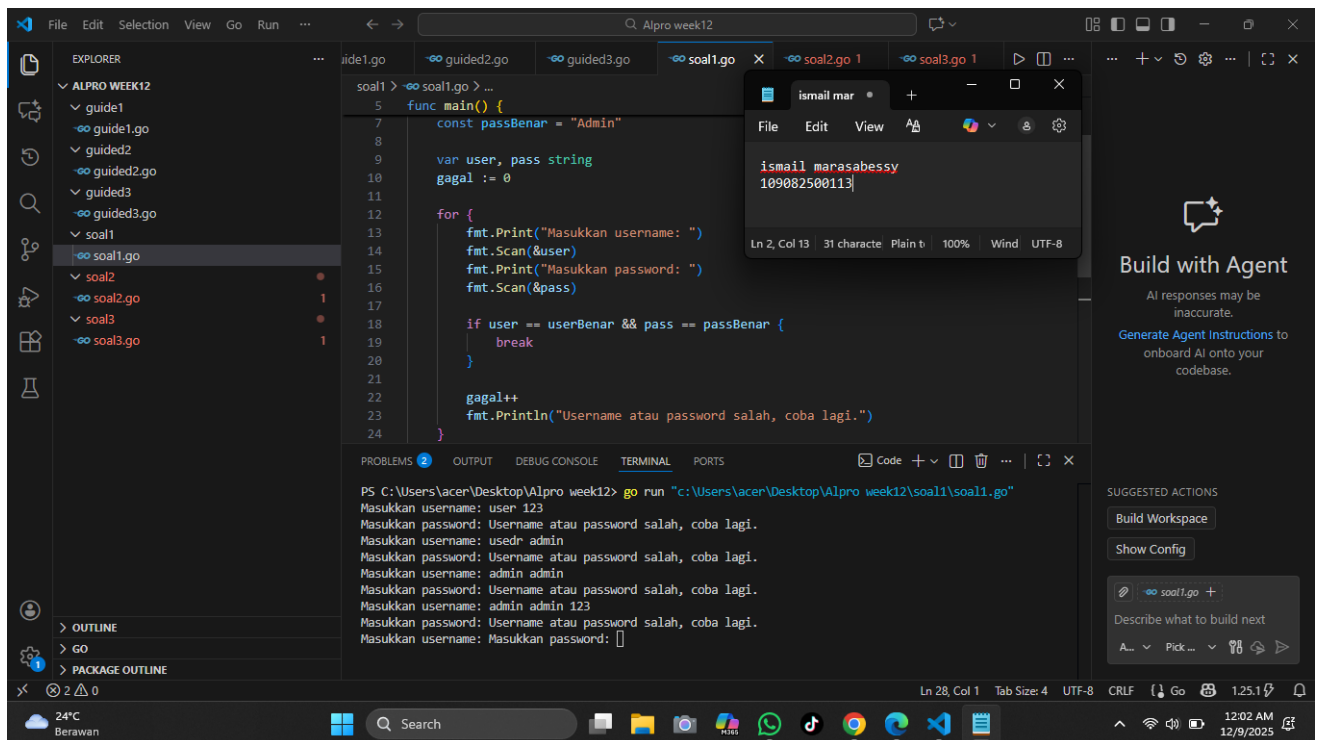 File Edit Selection View Go Run ···
Alpro week12
EXPLORER ···
ALPRO WEEK12
guide1
guide1.go
guided2
guided2.go
guided3
guided3.go
soal1
soal1.go
soal2
soal2.go 1
soal3
soal3.go 1
OUTLINE
GO
PACKAGE OUTLINE
uide1.go guided2.go guided3.go soal1.go soal2.go 1 soal3.go 1 ···
soal1 > soal1.go > ...
5 func main() {
7 const passBenar = "Admin"
8
9 var user, pass string
10 gagal := 0
11
12 for {
13 fmt.Print("Masukkan username: ")
14 fmt.Scan(&user)
15 fmt.Print("Masukkan password: ")
16 fmt.Scan(&pass)
17
18 if user == userBenar && pass == passBenar {
19 break
20 }
21
22 gagal++
23 fmt.Println("Username atau password salah, coba lagi.")
24 }
ismail mar
File Edit View
ismail marasabessy
109082500113
Ln 2, Col 13 31 characte Plain t 100% Wind UTF-8
PROBLEMS 2 OUTPUT DEBUG CONSOLE TERMINAL PORTS Code ···
PS C:\Users\acer\Desktop\Alpro week12> go run "c:\Users\acer\Desktop\Alpro week12\soal1\soal1.go"
Masukkan username: user 123
Masukkan password: Username atau password salah, coba lagi.
Masukkan username: usedr admin
Masukkan password: Username atau password salah, coba lagi.
Masukkan username: admin admin
Masukkan password: Username atau password salah, coba lagi.
Masukkan username: admin admin 123
Masukkan password: Username atau password salah, coba lagi.
Masukkan username: Masukkan password:
Build with Agent
AI responses may be
inaccurate.
Generate Agent Instructions to
onboard AI onto your
codebase.
SUGGESTED ACTIONS
Build Workspace
Show Config
soal1.go
Describe what to build next
A... Pick ...
1
2 0
Ln 28, Col 1 Tab Size: 4 UTF-8 CRLF Go 1.25.1
24°C
Berawan
Search
M365
12:02 AM
12/9/2025